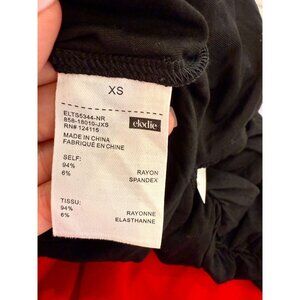 XS
ELTS5344-NR
858-18010-JXS
RN# 124115
elodie
MADE IN CHINA
FABRIQUÉ EN CHINE
SELF:
94% RAYON
6% SPANDEX
TISSU:
94% RAYONNE
6% ELASTHANNE